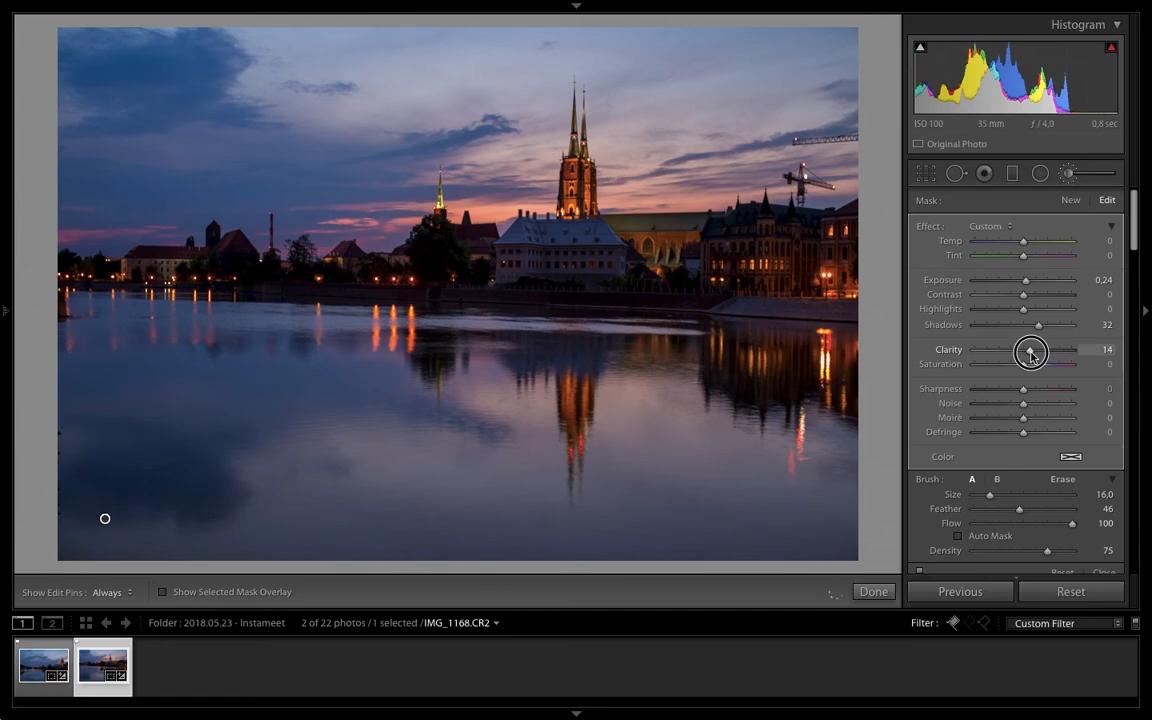 Histogram
ISO 100 35 mm ƒ / 4,0 0,8 sec
Original Photo
Mask : New Edit
Effect : Custom
Temp 0
Tint 0
Exposure 0,24
Contrast 0
Highlights 0
Shadows 32
Clarity 14
Saturation 0
Sharpness 0
Noise 0
Moiré 0
Defringe 0
Color
Brush : A B Erase
Size 16,0
Feather 46
Flow 100
Auto Mask
Density 75
Reset Close
Show Edit Pins : Always Show Selected Mask Overlay Done Previous Reset
1 2 Folder : 2018.05.23 - Instameet 2 of 22 photos / 1 selected / IMG_1168.CR2 Filter : Custom Filter